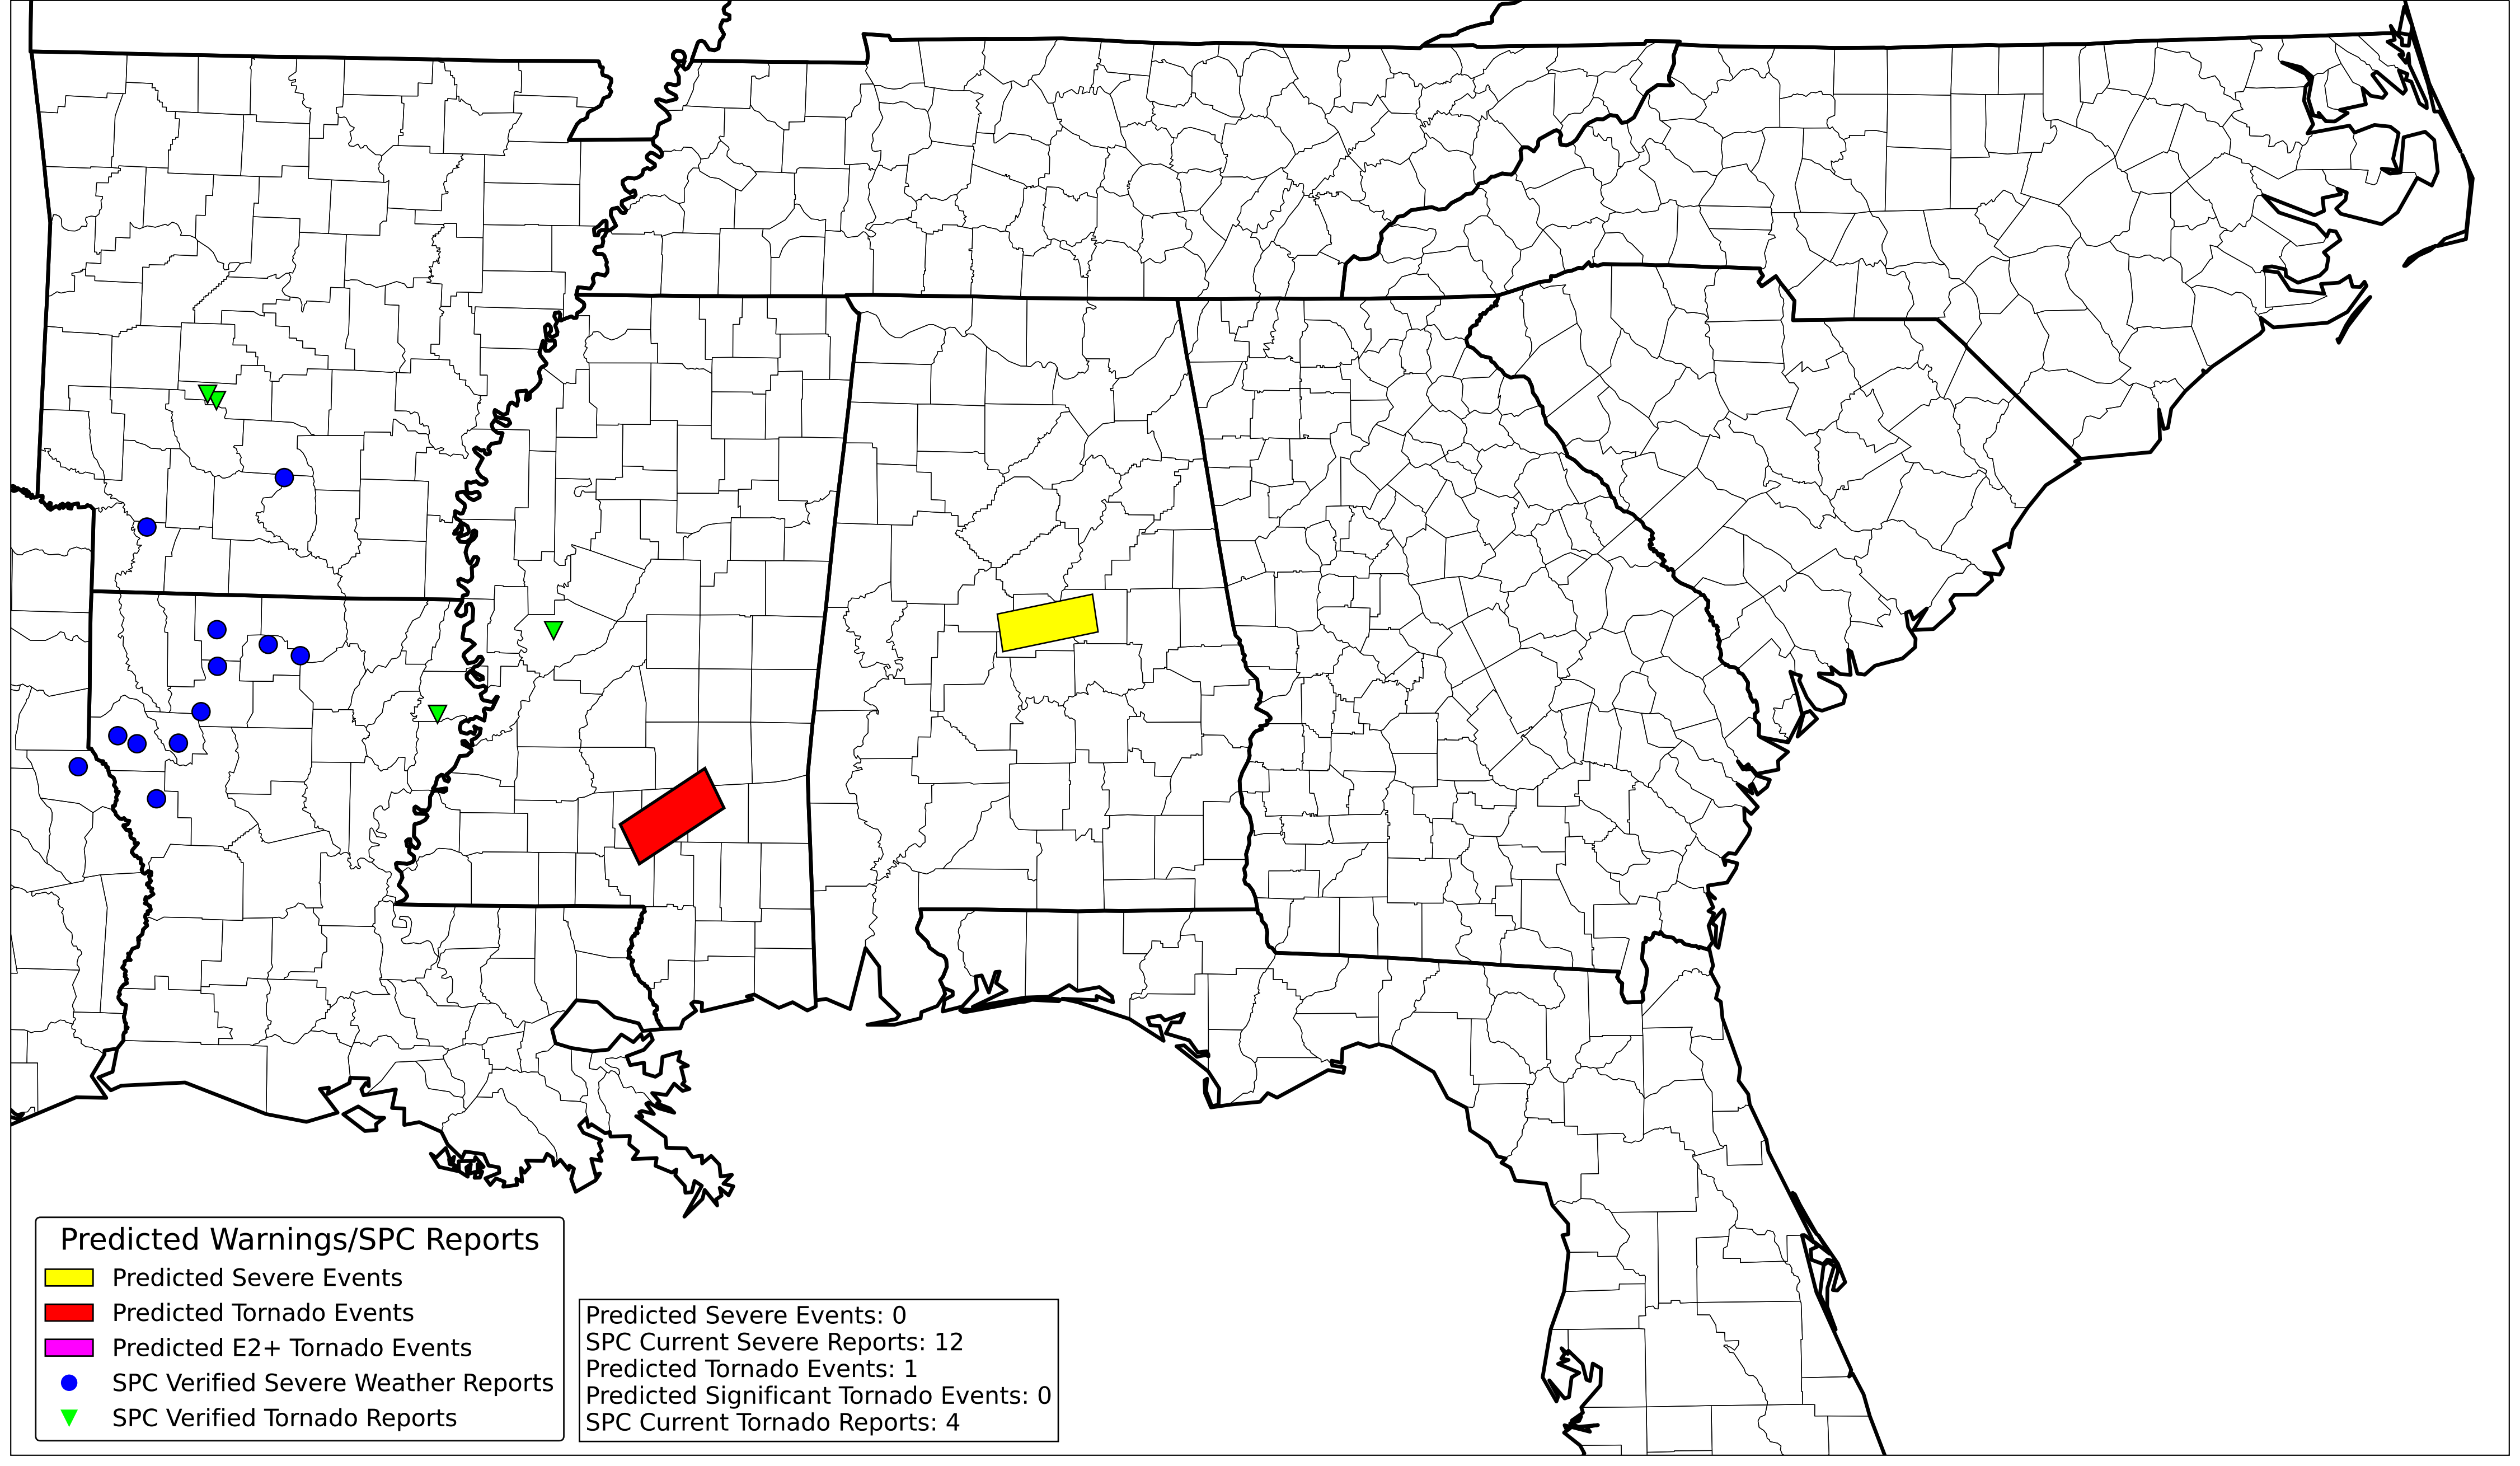 Predicted Warnings/SPC Reports
Predicted Severe Events
Predicted Tornado Events
Predicted E2+ Tornado Events
SPC Verified Severe Weather Reports
SPC Verified Tornado Reports
Predicted Severe Events: 0
SPC Current Severe Reports: 12
Predicted Tornado Events: 1
Predicted Significant Tornado Events: 0
SPC Current Tornado Reports: 4